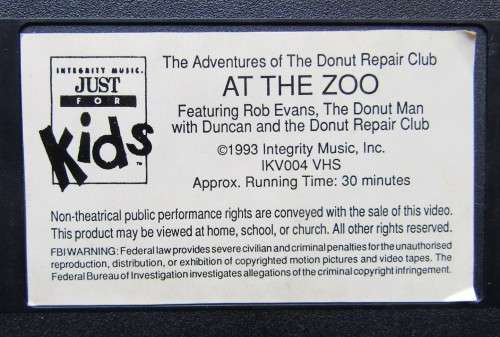 INTEGRITY MUSIC.
JUST
FOR
Kids™
The Adventures of The Donut Repair Club
AT THE ZOO
Featuring Rob Evans, The Donut Man
with Duncan and the Donut Repair Club
©1993 Integrity Music, Inc.
IKV004 VHS
Approx. Running Time: 30 minutes
Non-theatrical public performance rights are conveyed with the sale of this video.
This product may be viewed at home, school, or church. All other rights reserved.
FBI WARNING: Federal law provides severe civilian and criminal penalties for the unauthorised
reproduction, distribution, or exhibition of copyrighted motion pictures and video tapes. The
Federal Bureau of Investigation investigates allegations of the criminal copyright infringement.